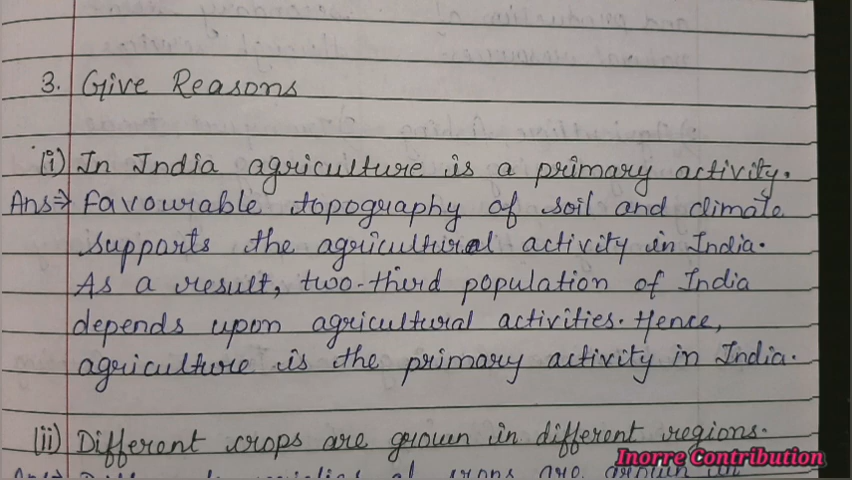 3. Give Reasons
(i) In India agriculture is a primary activity.
Ans⇒ Favourable topography of soil and climate
supports the agricultural activity in India.
As a result, two-third population of India
depends upon agricultural activities. Hence,
agriculture is the primary activity in India.
(ii) Different crops are grown in different regions.
Inorre Contribution